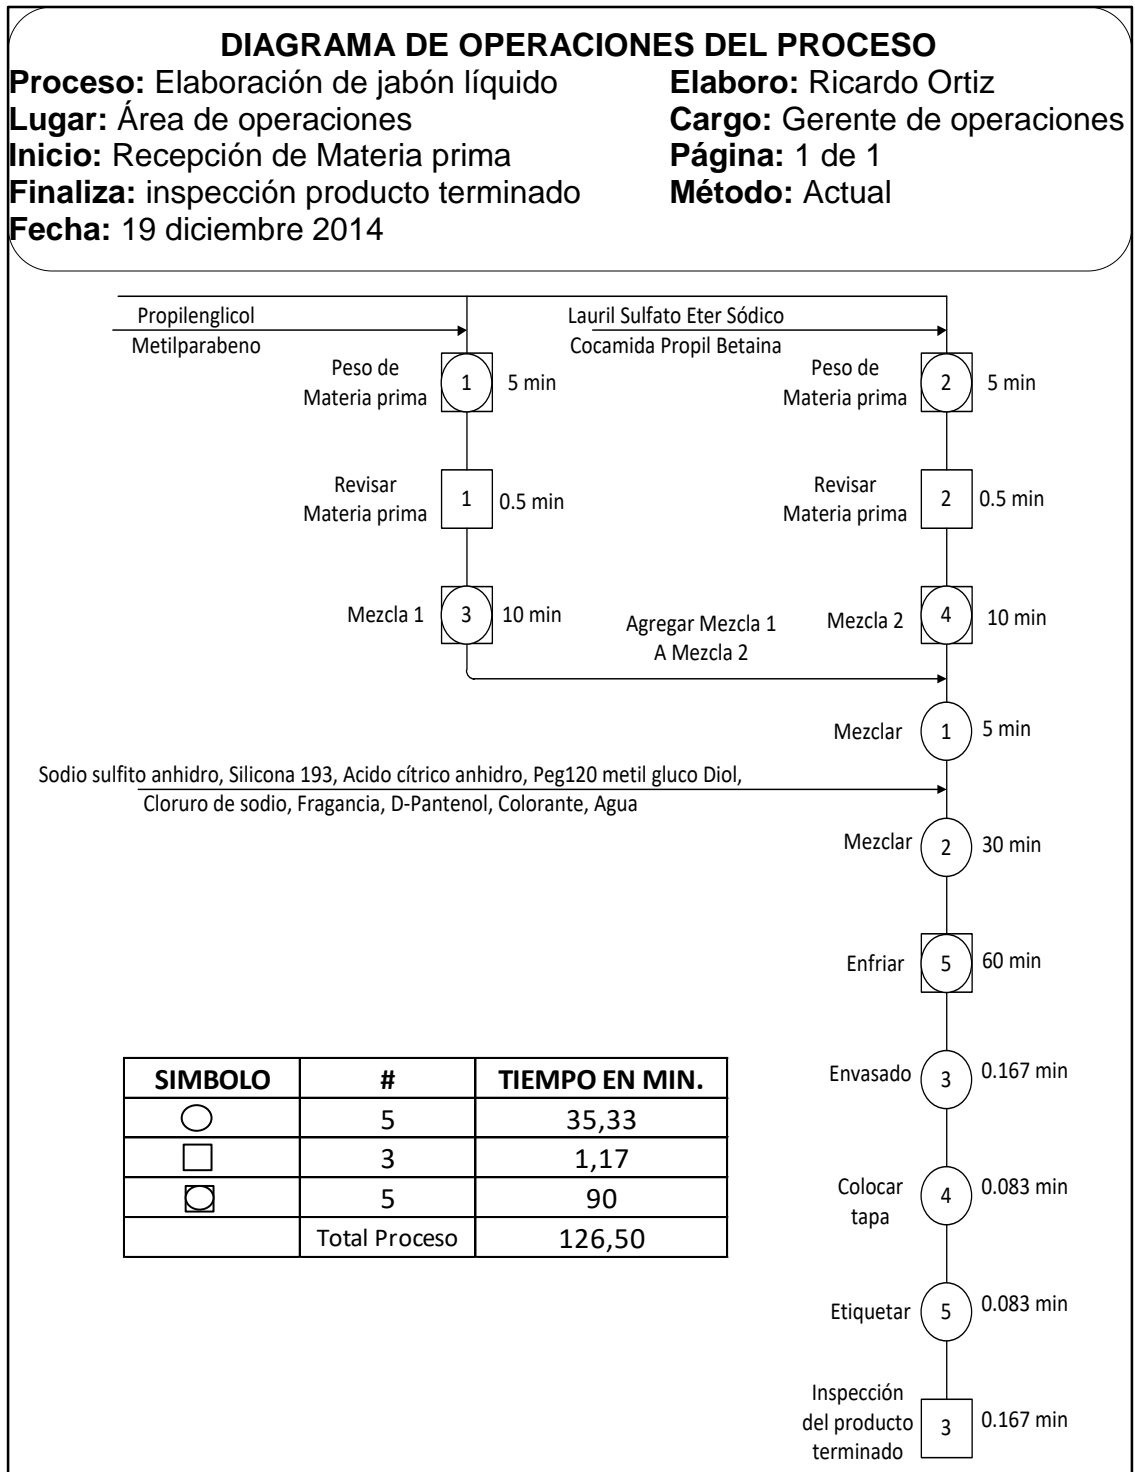 DIAGRAMA DE OPERACIONES DEL PROCESO
Proceso: Elaboración de jabón líquido
Elaboro: Ricardo Ortiz
Lugar: Área de operaciones
Cargo: Gerente de operaciones
Inicio: Recepción de Materia prima
Página: 1 de 1
Finaliza: inspección producto terminado
Método: Actual
Fecha: 19 diciembre 2014
Propilenglicol
Metilparabeno
Lauril Sulfato Eter Sódico
Cocamida Propil Betaina
Peso de
Materia prima
1
5 min
Peso de
Materia prima
2
5 min
Revisar
Materia prima
1
0.5 min
Revisar
Materia prima
2
0.5 min
Mezcla 1
3
10 min
Agregar Mezcla 1
A Mezcla 2
Mezcla 2
4
10 min
Mezclar
1
5 min
Sodio sulfito anhidro, Silicona 193, Acido cítrico anhidro, Peg120 metil gluco Diol,
Cloruro de sodio, Fragancia, D-Pantenol, Colorante, Agua
Mezclar
2
30 min
Enfriar
5
60 min
Envasado
3
0.167 min
Colocar
tapa
4
0.083 min
Etiquetar
5
0.083 min
Inspección
del producto
terminado
3
0.167 min
SIMBOLO # TIEMPO EN MIN.
5 35,33
3 1,17
5 90
Total Proceso 126,50